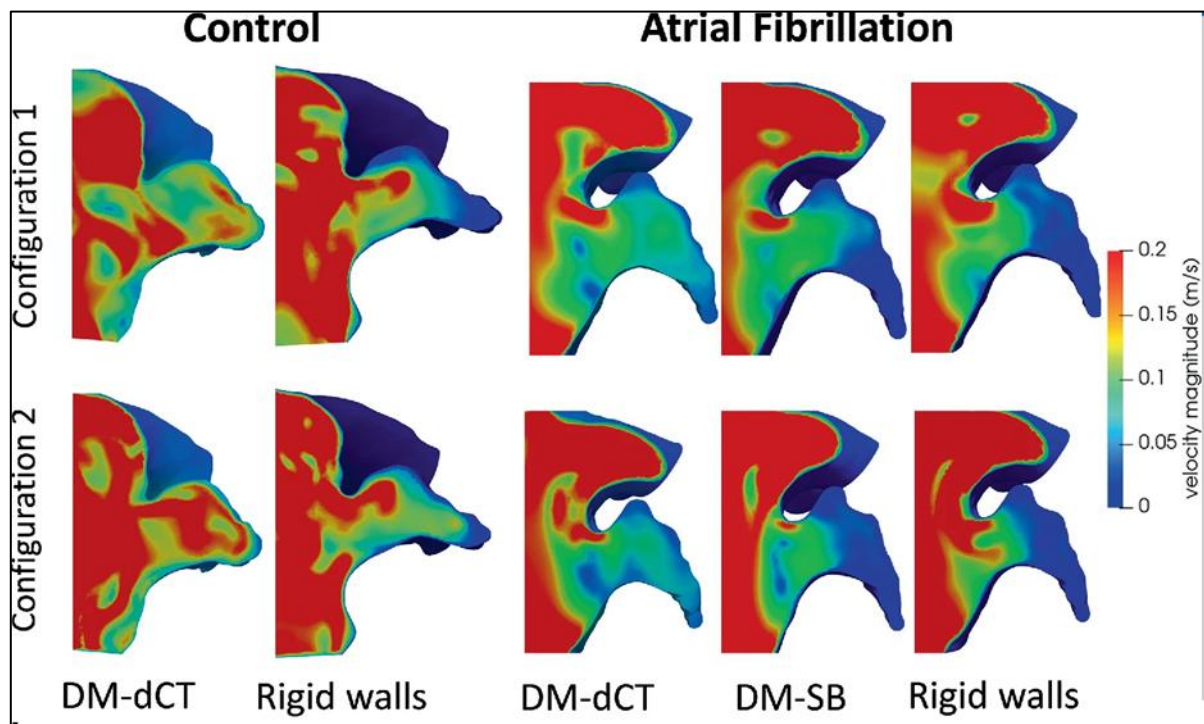 Control
Atrial Fibrillation
Configuration 1
Configuration 2
0.2
0.15
0.1
0.05
0
velocity magnitude (m/s)
DM-dCT
Rigid walls
DM-dCT
DM-SB
Rigid walls